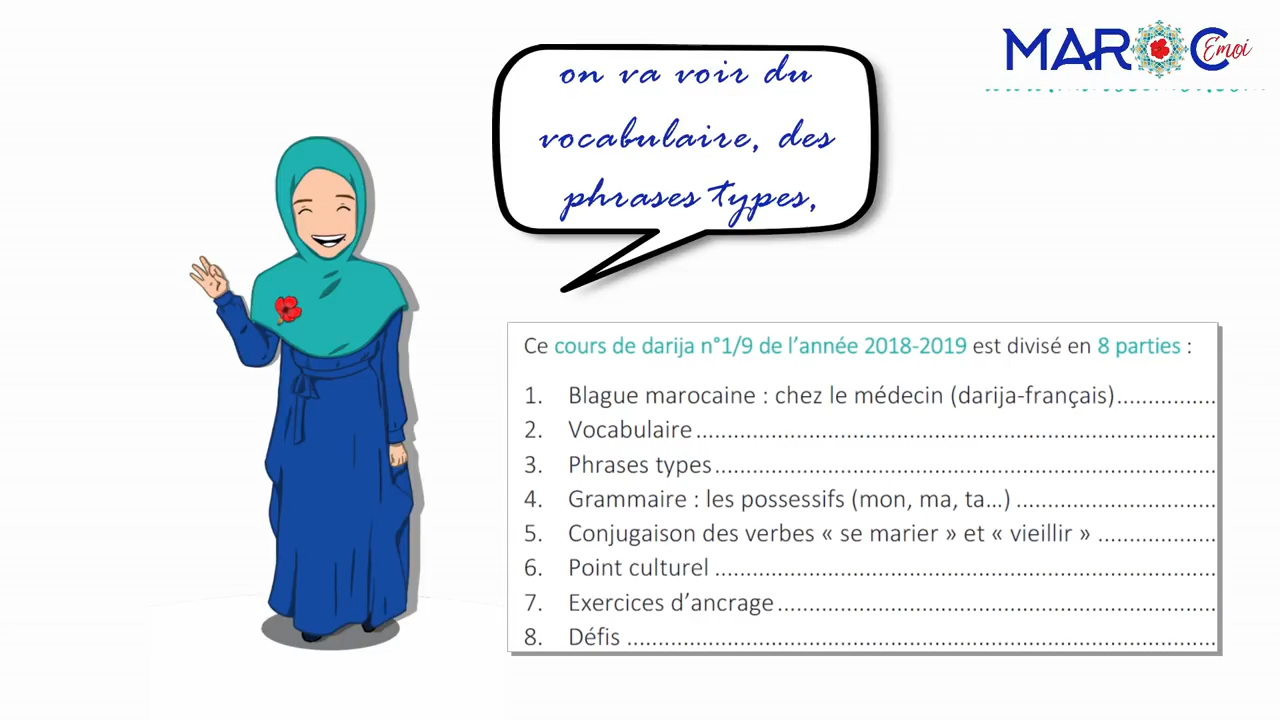 MAROC
Emoi
on va voir du
vocabulaire, des
phrases types,
Ce cours de darija n°1/9 de l’année 2018-2019 est divisé en 8 parties :
1. Blague marocaine : chez le médecin (darija-français)..............
2. Vocabulaire....................................................................
3. Phrases types.................................................................
4. Grammaire : les possessifs (mon, ma, ta…) ...........................
5. Conjugaison des verbes « se marier » et « vieillir » ................
6. Point culturel .................................................................
7. Exercices d’ancrage.........................................................
8. Défis .............................................................................